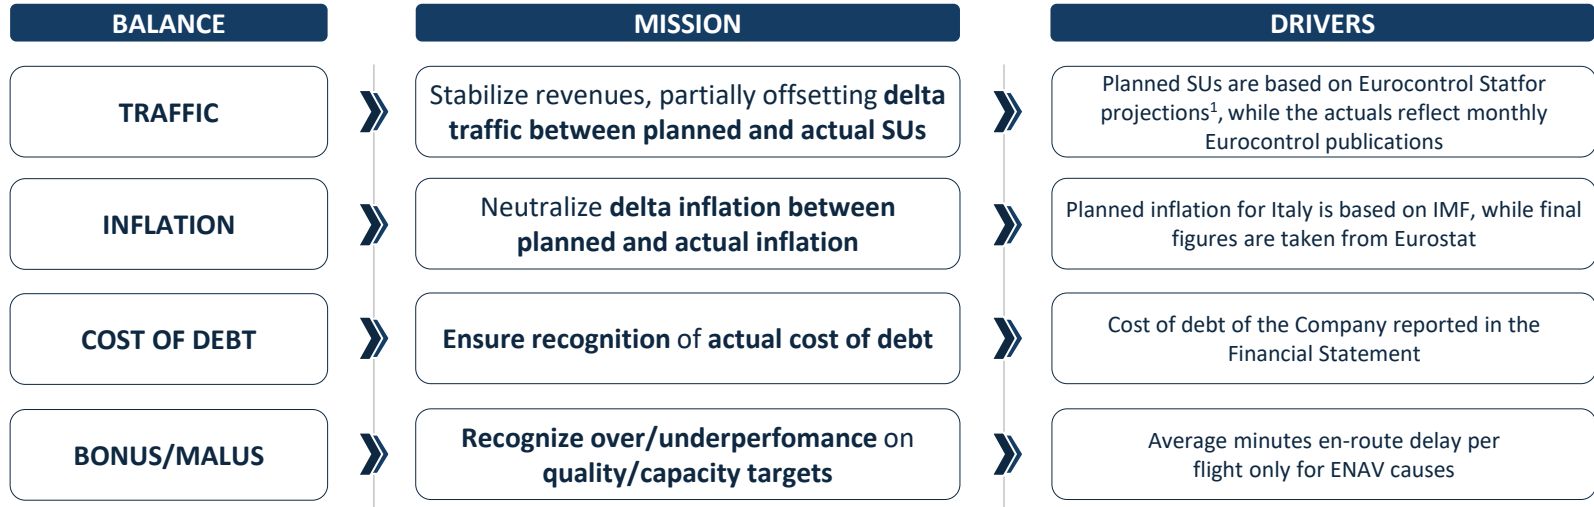 BALANCE
MISSION
DRIVERS
TRAFFIC
Stabilize revenues, partially offsetting delta
traffic between planned and actual SUs
Planned SUs are based on Eurocontrol Statfor
projections¹, while the actuals reflect monthly
Eurocontrol publications
INFLATION
Neutralize delta inflation between
planned and actual inflation
Planned inflation for Italy is based on IMF, while final
figures are taken from Eurostat
COST OF DEBT
Ensure recognition of actual cost of debt
Cost of debt of the Company reported in the
Financial Statement
BONUS/MALUS
Recognize over/underperfomance on
quality/capacity targets
Average minutes en-route delay per
flight only for ENAV causes